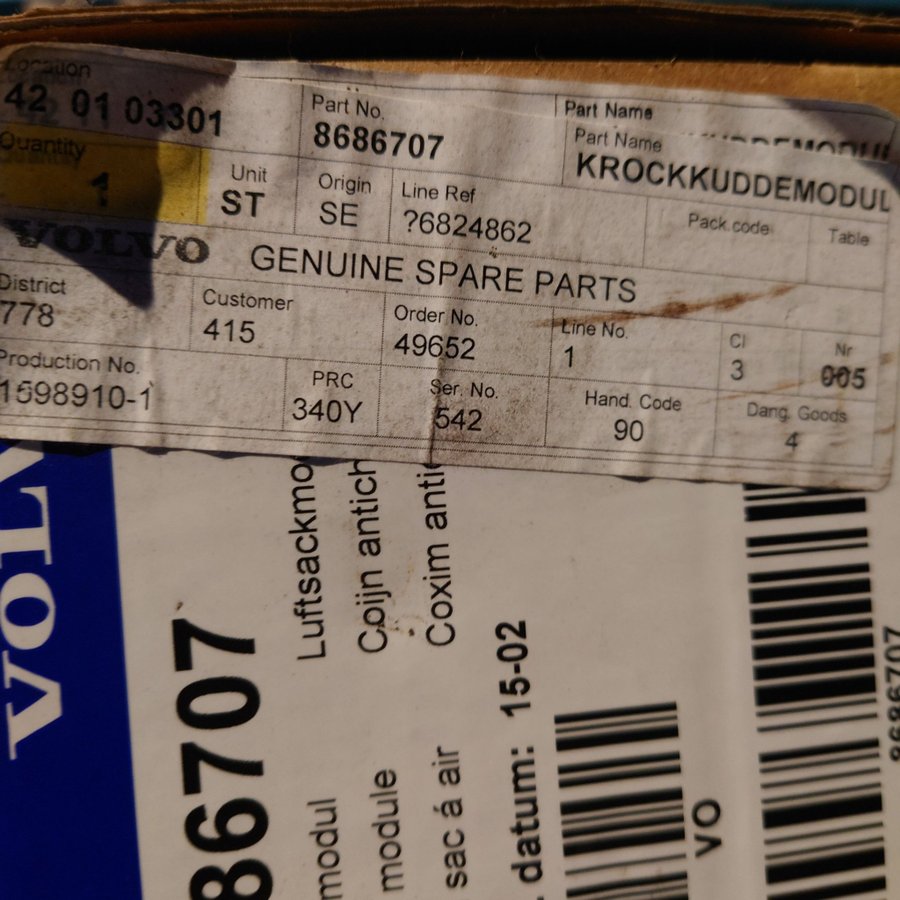 Location
42 01 03301
Part No.
8686707
Part Name
Part Name
KROCKKUDDEMODUL
Quantity
1
Unit
ST
Origin
SE
Line Ref
?6824862
Pack.code
Table
VOLVO GENUINE SPARE PARTS
District
778
Customer
415
Order No.
49652
Line No.
1
CI
3
Nr
005
Production No.
1598910-1
PRC
340Y
Ser. No.
542
Hand. Code
90
Dang. Goods
4
VOLV
86707
Luftsackmo
Coijn antich
Coxim anti
modul
module
sac á air
datum: 15-02
VO
8686707